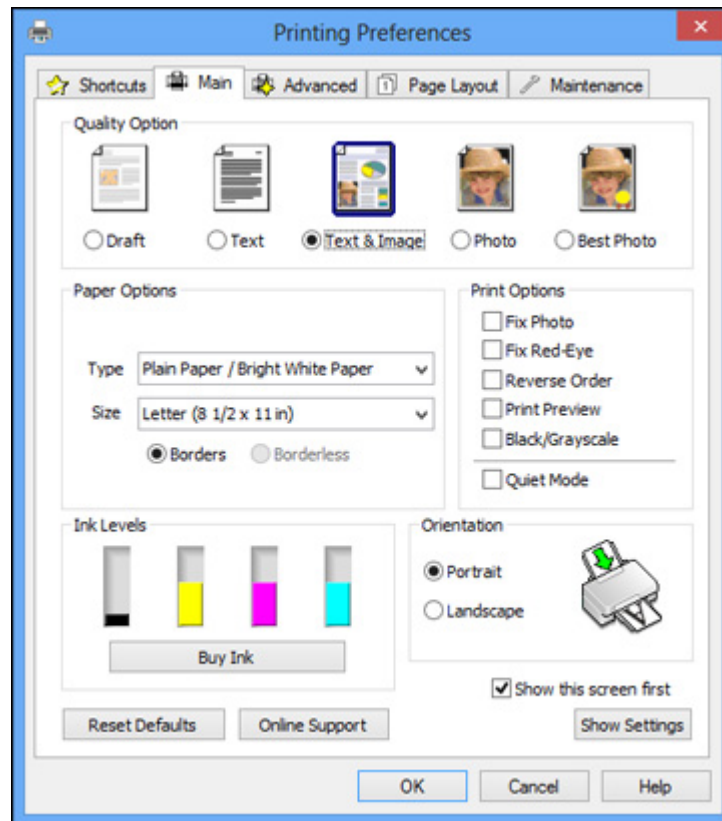 Printing Preferences
Shortcuts Main Advanced Page Layout Maintenance
Quality Option
Draft Text Text & Image Photo Best Photo
Paper Options
Type Plain Paper / Bright White Paper
Size Letter (8 1/2 x 11 in)
Borders Borderless
Print Options
Fix Photo
Fix Red-Eye
Reverse Order
Print Preview
Black/Grayscale
Quiet Mode
Ink Levels
Buy Ink
Orientation
Portrait
Landscape
Show this screen first
Reset Defaults Online Support Show Settings
OK Cancel Help